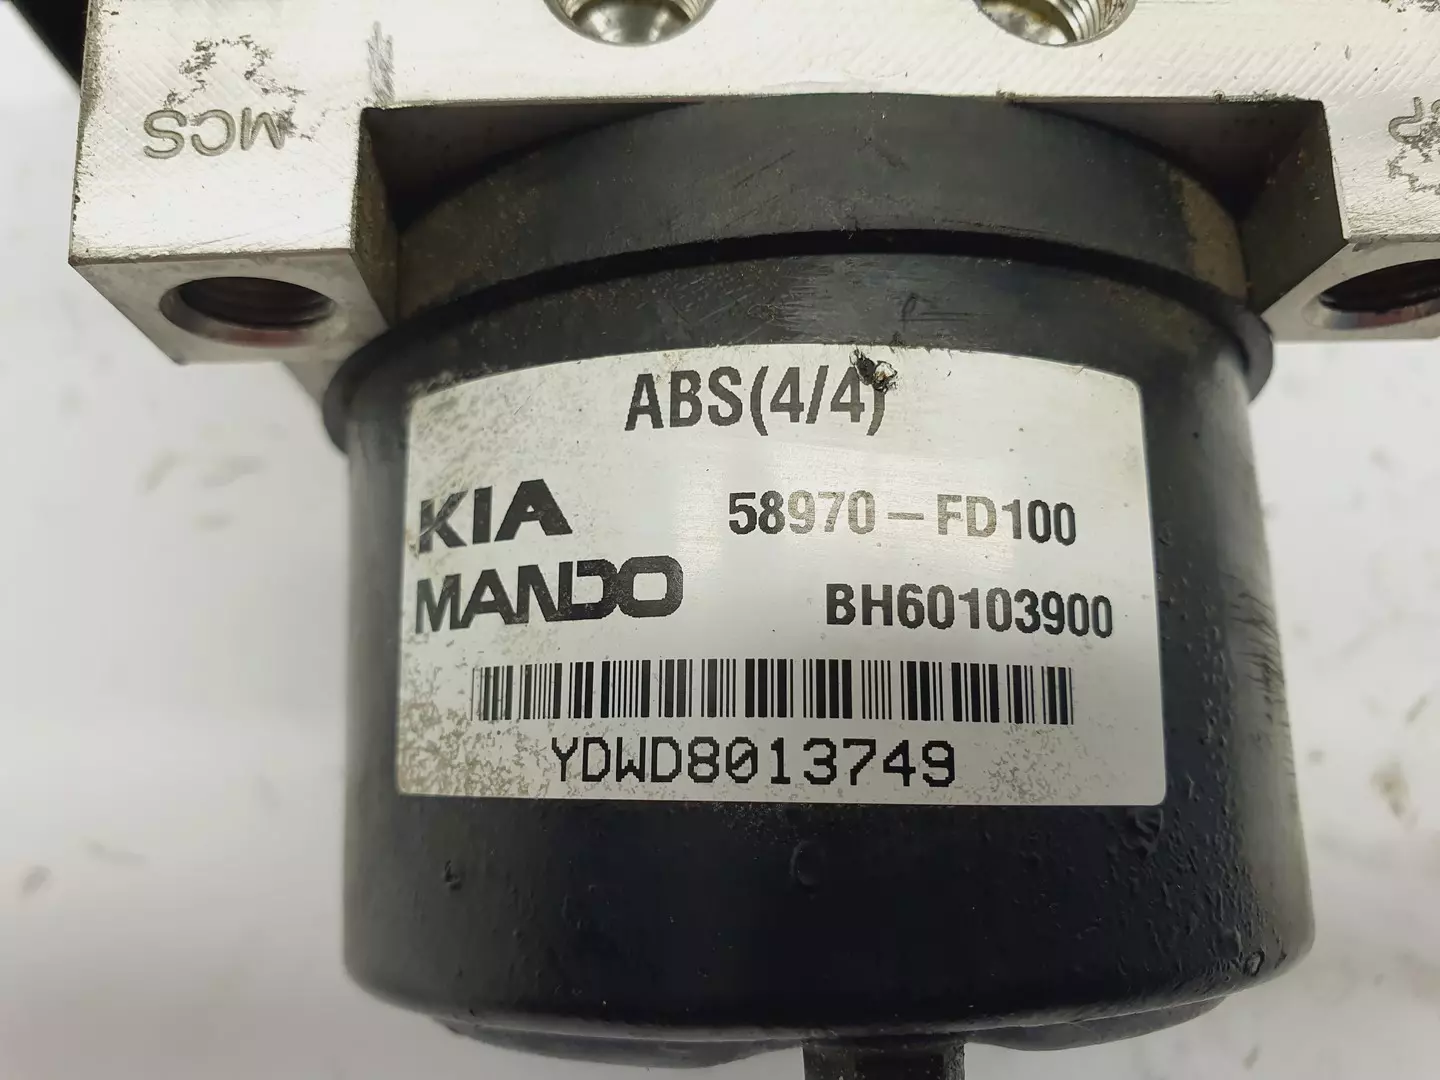 MCS
ABS(4/4)
KIA 58970-FD100
MANDO BH60103900
YDWD8013749